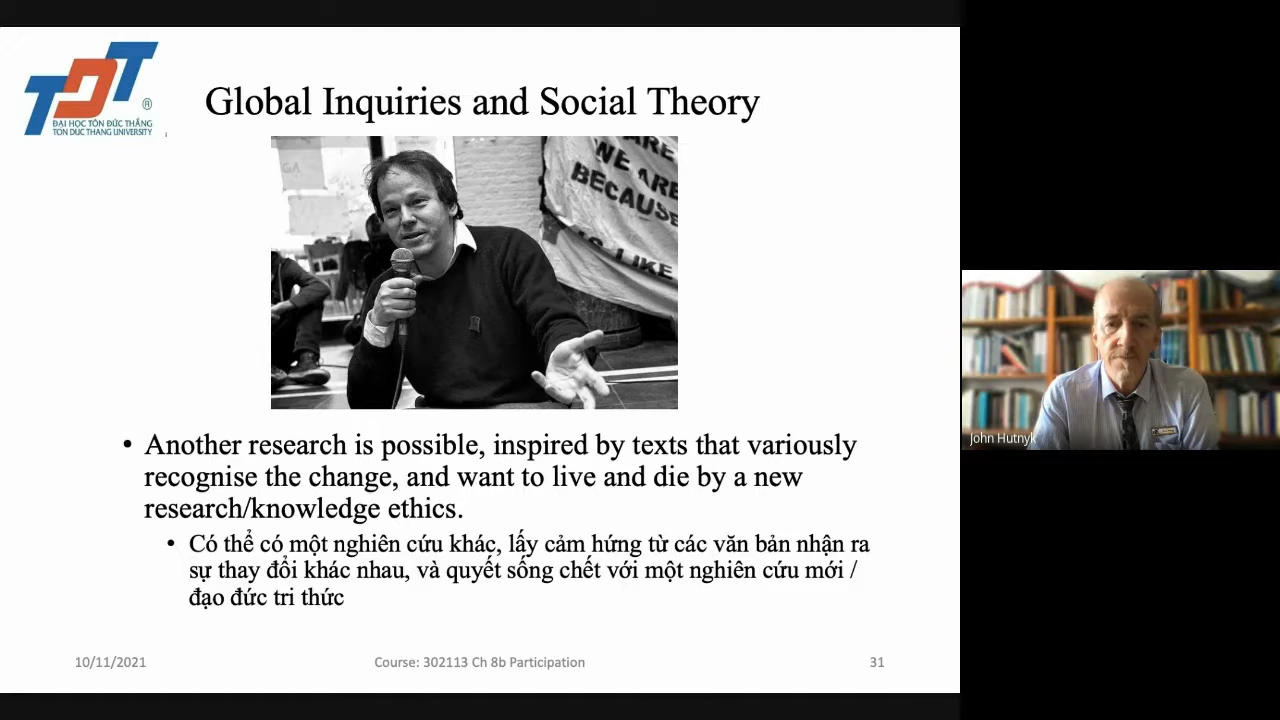 TDT
®
ĐẠI HỌC TÔN ĐỨC THẮNG
TON DUC THANG UNIVERSITY
Global Inquiries and Social Theory
ARE
WE ARE
BECAUSE
LIKE
Another research is possible, inspired by texts that variously
recognise the change, and want to live and die by a new
research/knowledge ethics.
Có thể có một nghiên cứu khác, lấy cảm hứng từ các văn bản nhận ra
sự thay đổi khác nhau, và quyết sống chết với một nghiên cứu mới /
đạo đức tri thức
10/11/2021
Course: 302113 Ch 8b Participation
31
John Hutnyk